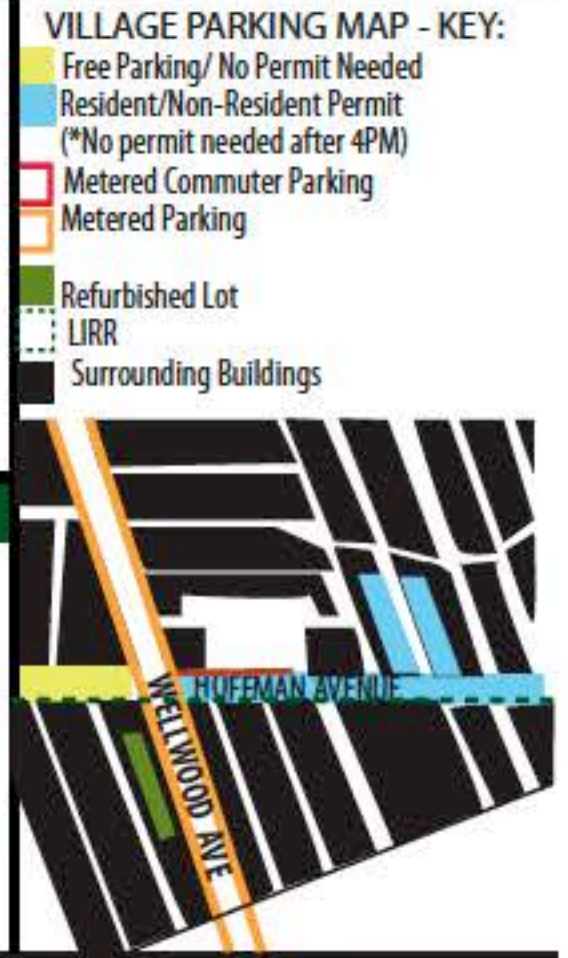 VILLAGE PARKING MAP - KEY:
Free Parking/ No Permit Needed
Resident/Non-Resident Permit
(*No permit needed after 4PM)
Metered Commuter Parking
Metered Parking
Refurbished Lot
LIRR
Surrounding Buildings
HOFFMAN AVENUE
WELLWOOD AVE